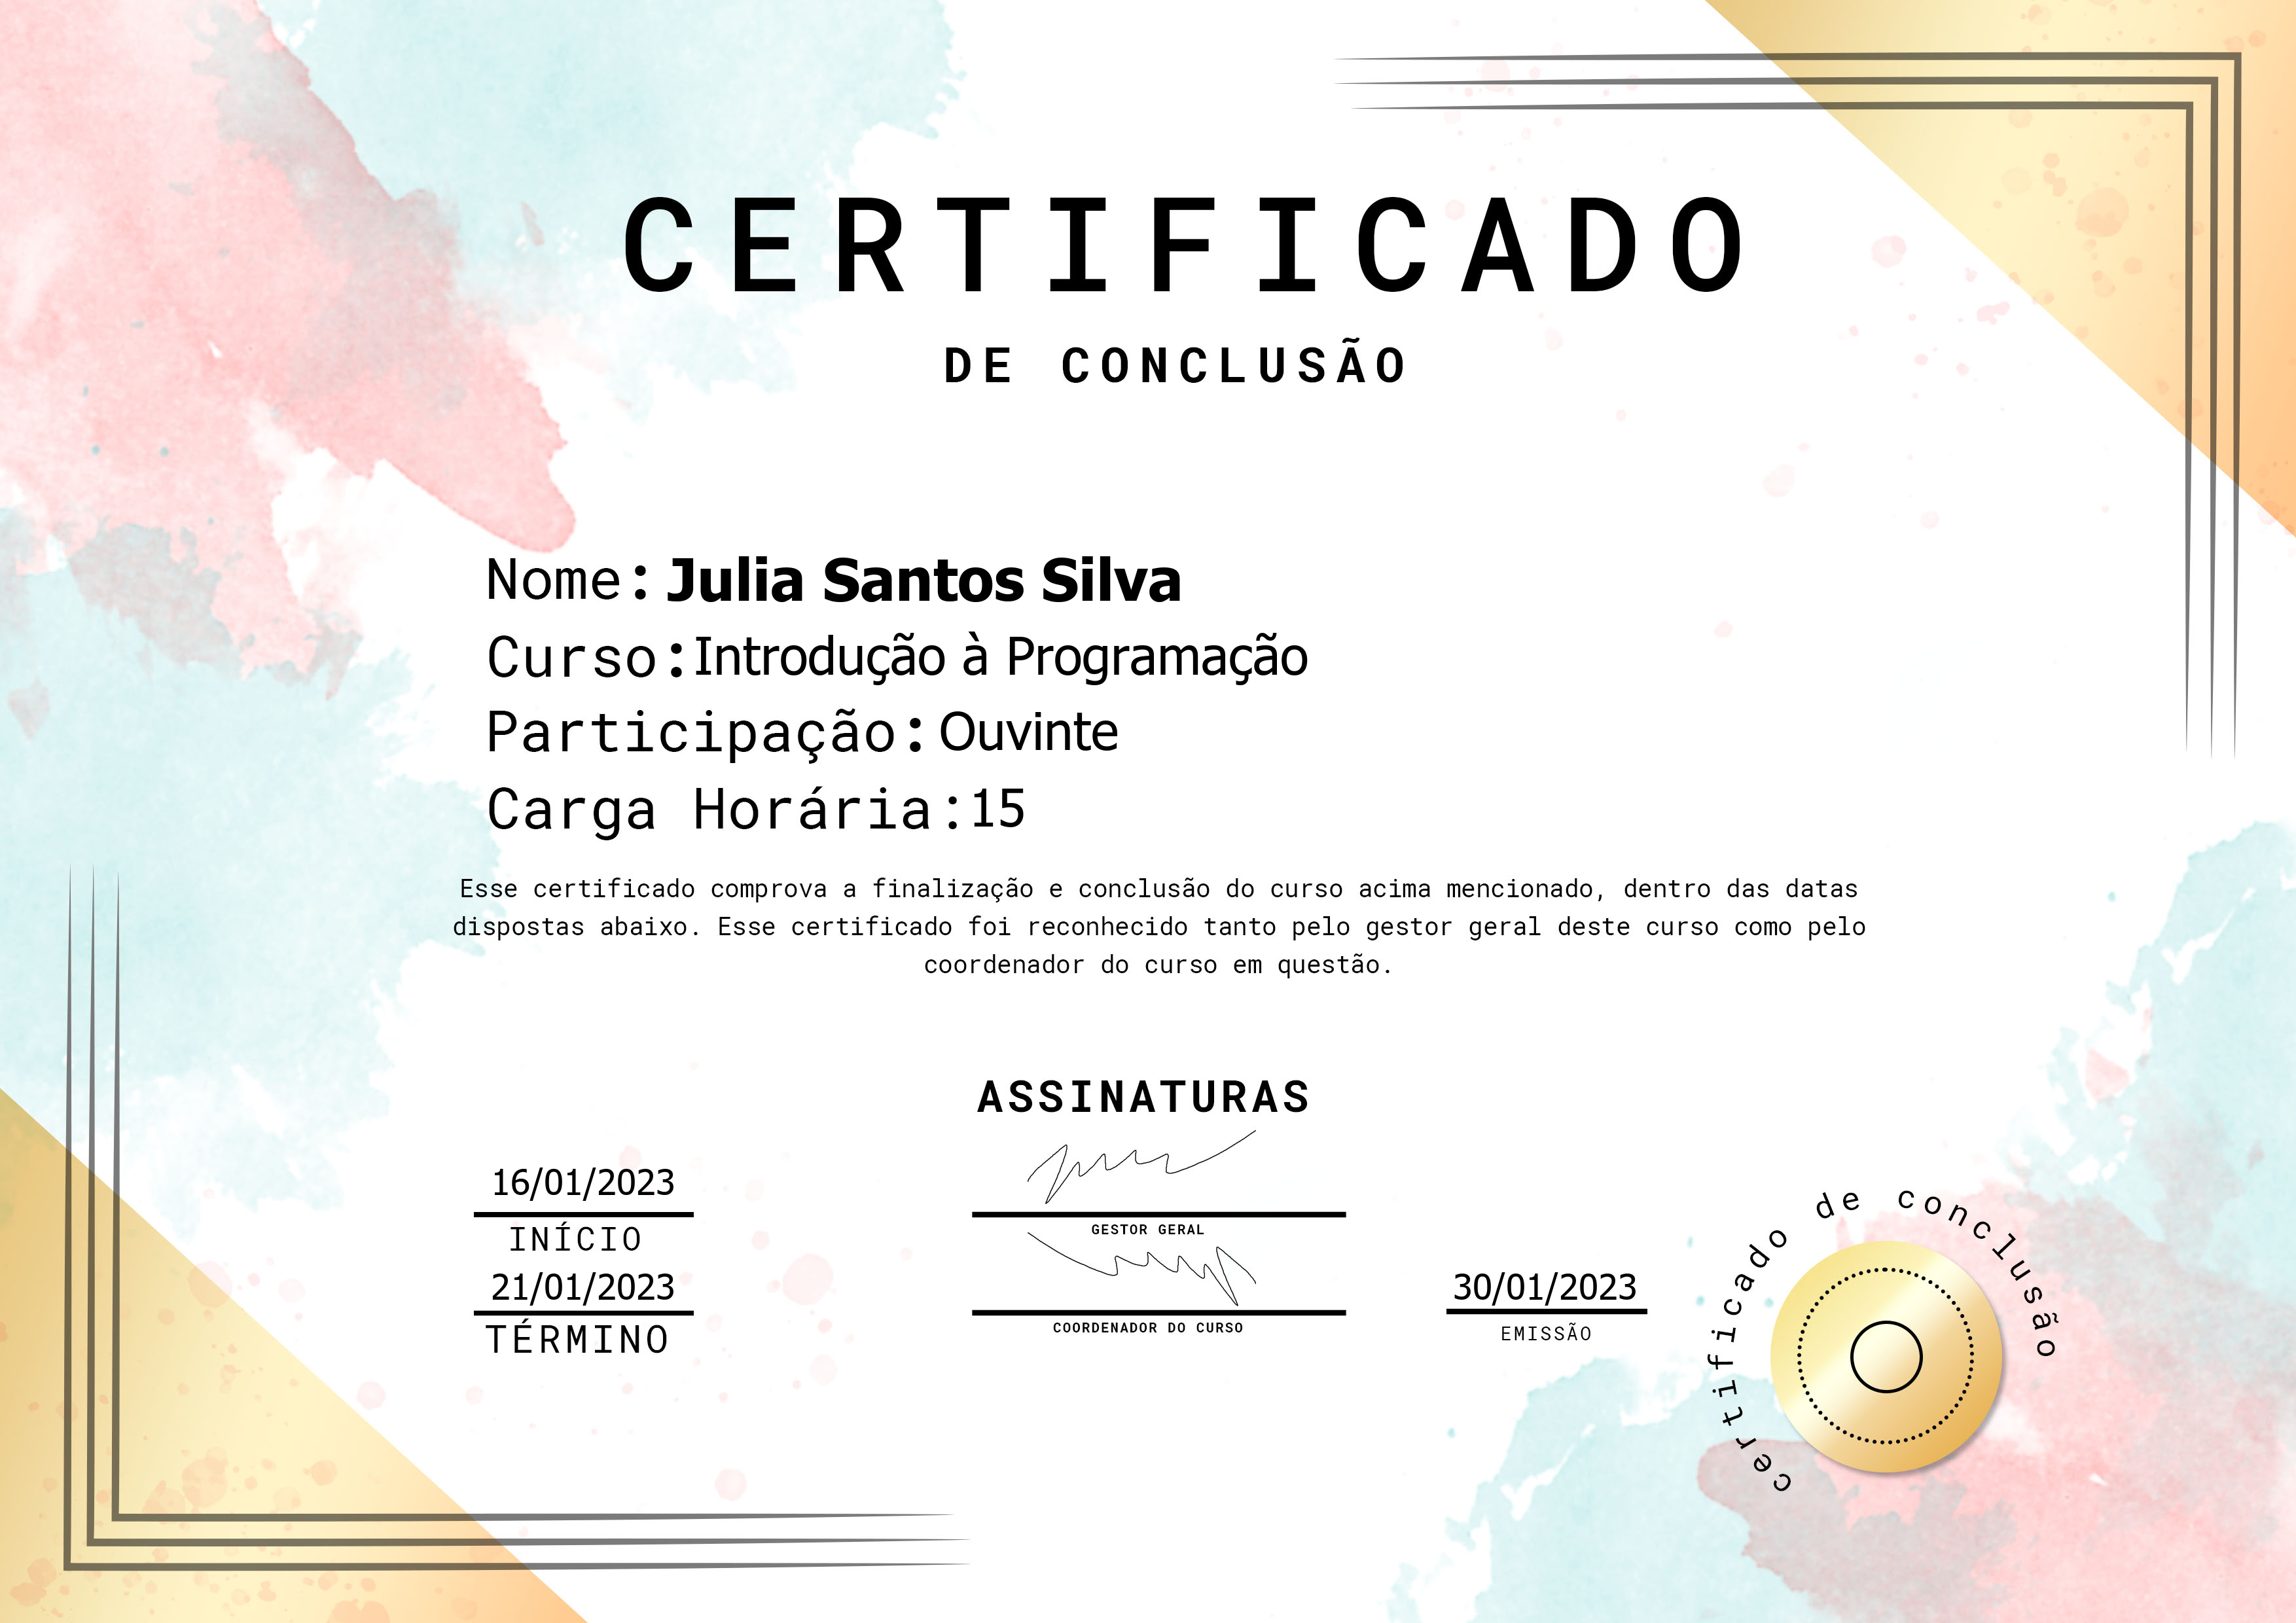 CERTIFICADO
DE CONCLUSÃO
Nome: Julia Santos Silva
Curso:Introdução à Programação
Participação: Ouvinte
Carga Horária:15
Esse certificado comprova a finalização e conclusão do curso acima mencionado, dentro das datas
dispostas abaixo. Esse certificado foi reconhecido tanto pelo gestor geral deste curso como pelo
coordenador do curso em questão.
ASSINATURAS
16/01/2023
INÍCIO
21/01/2023
TÉRMINO
GESTOR GERAL
COORDENADOR DO CURSO
30/01/2023
EMISSÃO
certificado de conclusão